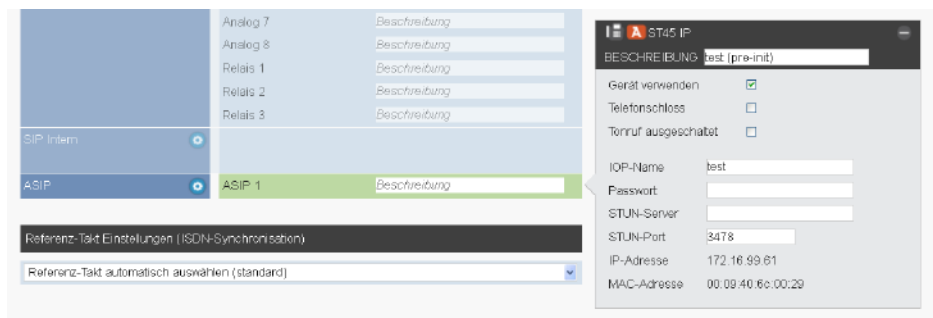 Analog 7 Beschreibung
Analog 8 Beschreibung
Relais 1 Beschreibung
Relais 2 Beschreibung
Relais 3 Beschreibung
SIP Intern
ASIP ASIP 1 Beschreibung
Referenz-Takt Einstellungen (ISDN-Synchronisation)
Referenz-Takt automatisch auswählen (standard)
A ST45 IP
BESCHREIBUNG test (pre-init)
Gerät verwenden
Telefonschloss
Tonruf ausgeschaltet
IOP-Name test
Passwort
STUN-Server
STUN-Port 3478
IP-Adresse 172.16.99.61
MAC-Adresse 00:09:40:6c:00:29